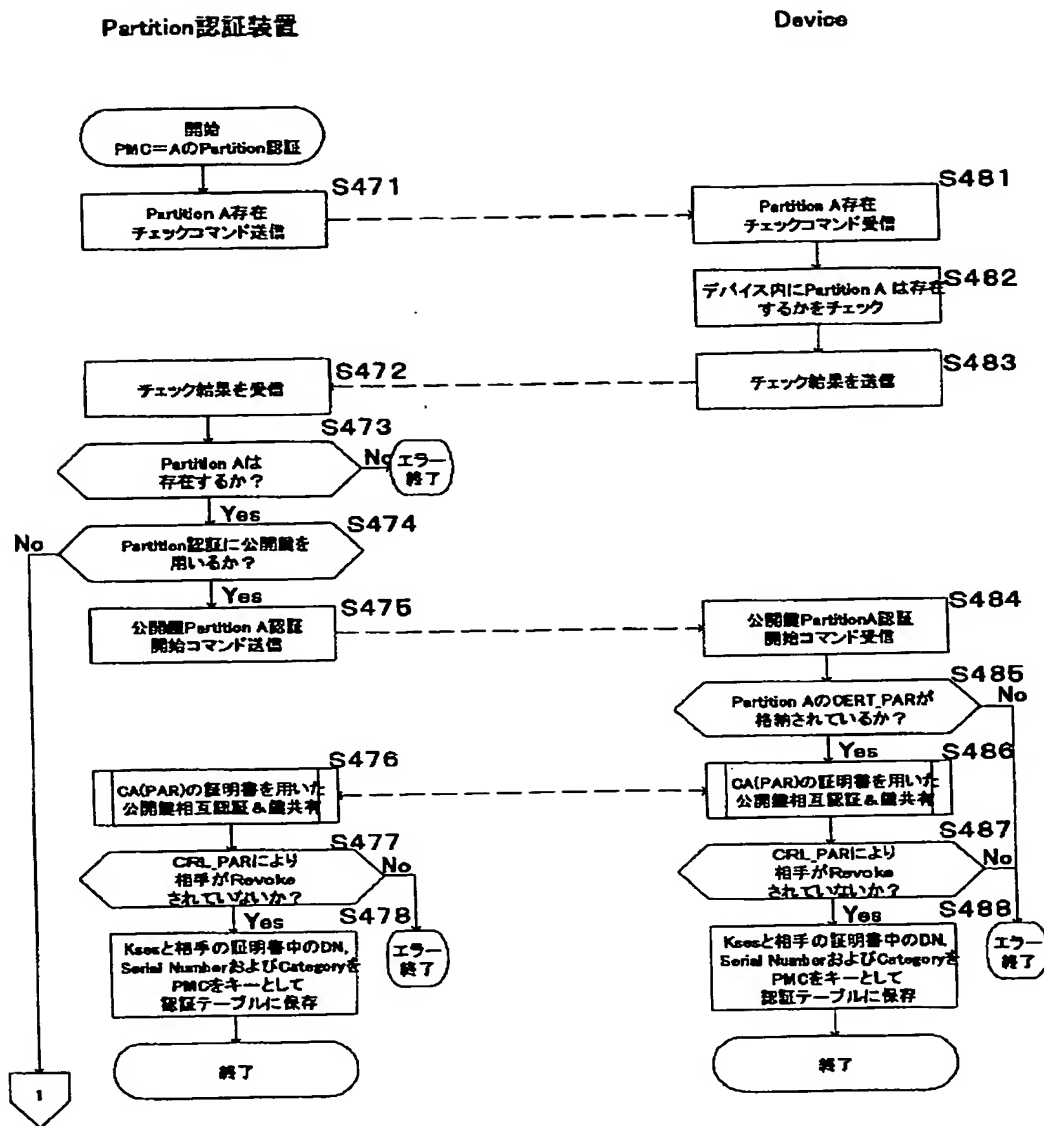 Partition認証装置
Device
開始
PMC=AのPartition認証
S471
Partition A存在
チェックコマンド送信
S481
Partition A存在
チェックコマンド受信
S482
デバイス内にPartition A は存在
するかをチェック
S472
チェック結果を受信
S483
チェック結果を送信
S473
Partition Aは
存在するか?
No
エラー
終了
Yes
S474
No
Partition認証に公開鍵を
用いるか?
Yes
S475
公開鍵Partition A認証
開始コマンド送信
S484
公開鍵PartitionA認証
開始コマンド受信
S485
Partition AのCERT_PARが
格納されているか?
No
Yes
S476
CA(PAR)の証明書を用いた
公開鍵相互認証&鍵共有
S486
CA(PAR)の証明書を用いた
公開鍵相互認証&鍵共有
S477
CRL_PARにより
相手がRevoke
されていないか?
No
Yes
S487
CRL_PARにより
相手がRevoke
されていないか?
No
Yes
S478
Ksesと相手の証明書中のDN,
Serial NumberおよびCategoryを
PMCをキーとして
認証テーブルに保存
エラー
終了
S488
Ksesと相手の証明書中のDN,
Serial NumberおよびCategoryを
PMCをキーとして
認証テーブルに保存
エラー
終了
終了
終了
1